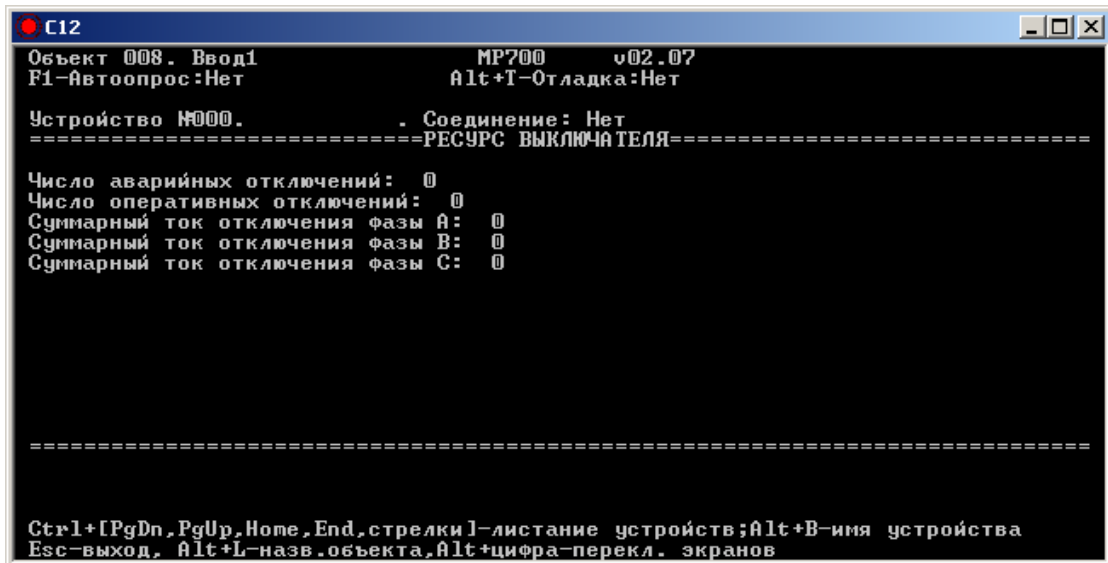 C12
Объект 008. Ввод1 MP700 v02.07
F1-Автоопрос:Нет Alt+T-Отладка:Нет
Устройство №000. . Соединение: Нет
=============================РЕСУРС ВЫКЛЮЧАТЕЛЯ===============================
Число аварийных отключений: 0
Число оперативных отключений: 0
Суммарный ток отключения фазы A: 0
Суммарный ток отключения фазы B: 0
Суммарный ток отключения фазы C: 0
===============================================================================
Ctrl+[PgDn,PgUp,Home,End,стрелки]-листание устройств;Alt+B-имя устройства
Esc-выход, Alt+L-назв.объекта,Alt+цифра-перекл. экранов